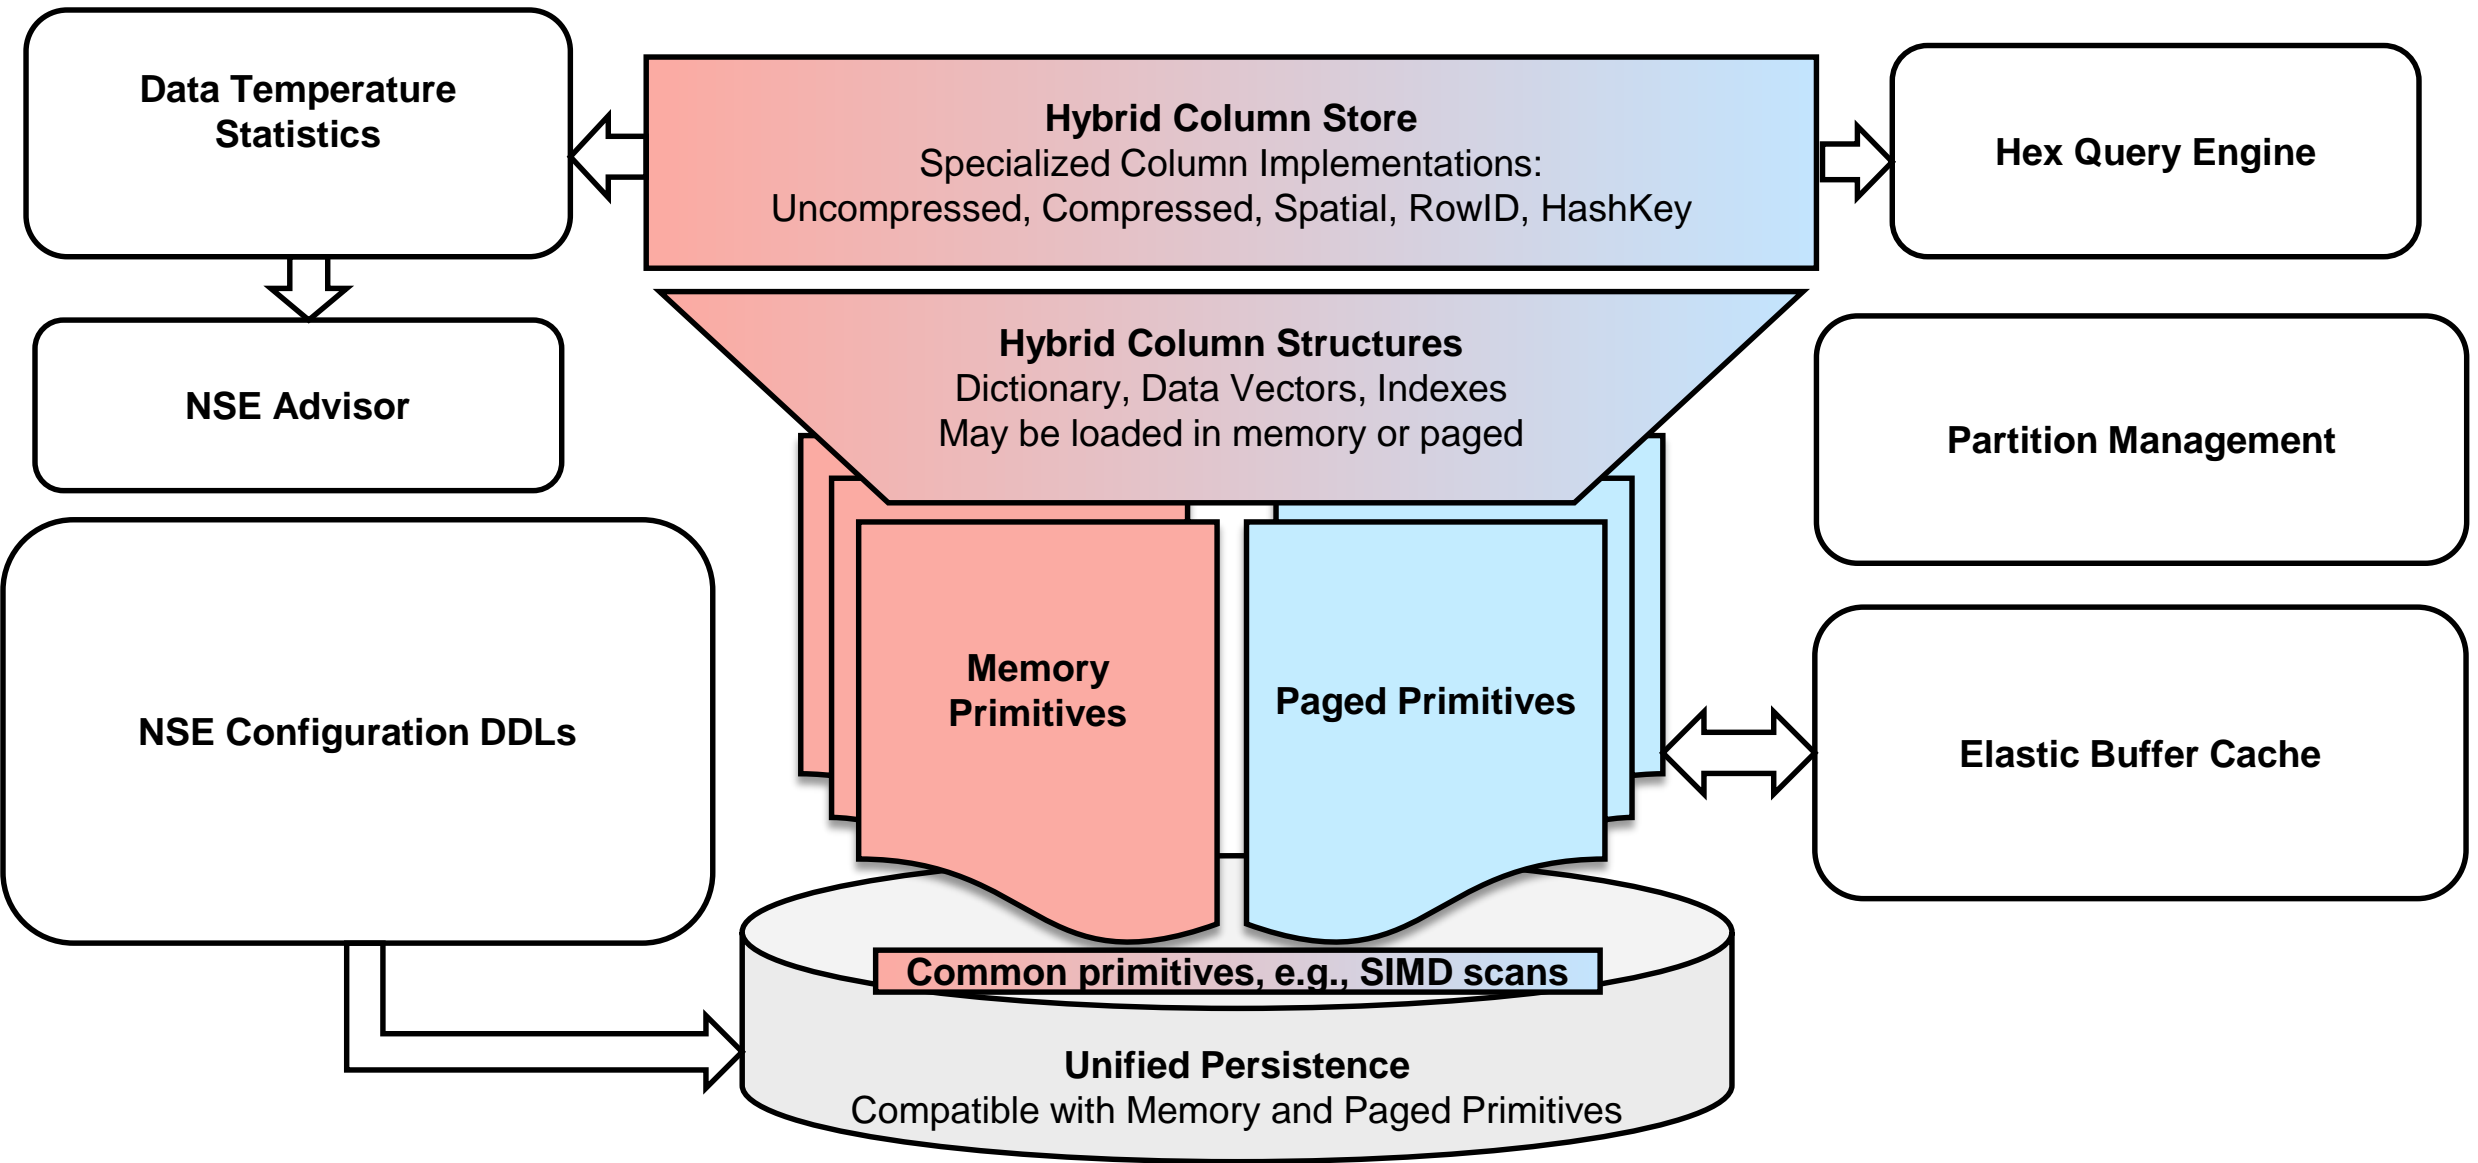 Data Temperature
Statistics
Hybrid Column Store
Specialized Column Implementations:
Uncompressed, Compressed, Spatial, RowID, HashKey
Hex Query Engine
Hybrid Column Structures
Dictionary, Data Vectors, Indexes
May be loaded in memory or paged
NSE Advisor
Partition Management
Memory
Primitives
Paged Primitives
NSE Configuration DDLs
Elastic Buffer Cache
Common primitives, e.g., SIMD scans
Unified Persistence
Compatible with Memory and Paged Primitives